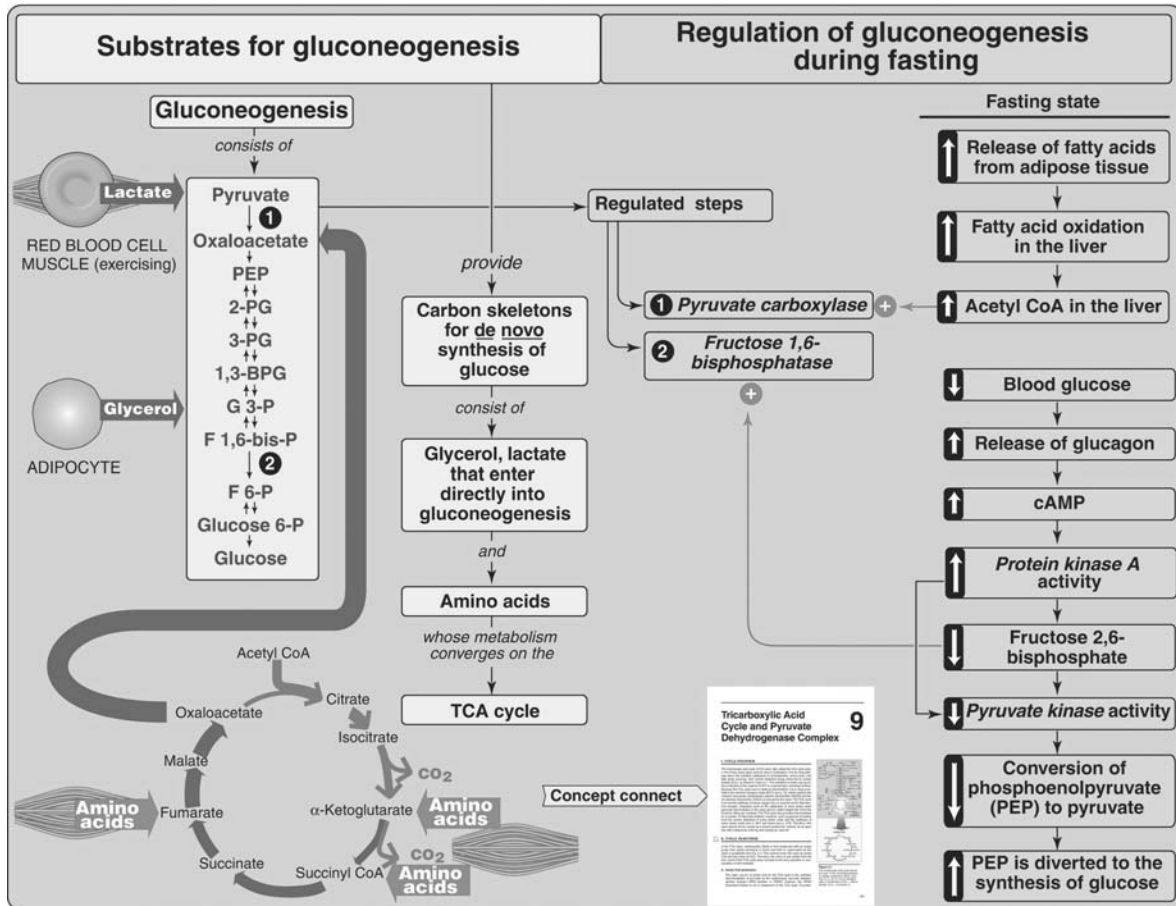 Substrates for gluconeogenesis
Regulation of gluconeogenesis
during fasting
Gluconeogenesis
consists of
Lactate
RED BLOOD CELL
MUSCLE (exercising)
Glycerol
ADIPOCYTE
Pyruvate
1
Oxaloacetate
PEP
2-PG
3-PG
1,3-BPG
G 3-P
F 1,6-bis-P
2
F 6-P
Glucose 6-P
Glucose
provide
Carbon skeletons
for de novo
synthesis of
glucose
consist of
Glycerol, lactate
that enter
directly into
gluconeogenesis
and
Amino acids
whose metabolism
converges on the
TCA cycle
Regulated steps
1 Pyruvate carboxylase
+
2 Fructose 1,6-
bisphosphatase
+
Fasting state
Release of fatty acids
from adipose tissue
Fatty acid oxidation
in the liver
Acetyl CoA in the liver
Blood glucose
Release of glucagon
cAMP
Protein kinase A
activity
Fructose 2,6-
bisphosphate
Pyruvate kinase activity
Conversion of
phosphoenolpyruvate
(PEP) to pyruvate
PEP is diverted to the
synthesis of glucose
Acetyl CoA
Citrate
Isocitrate
CO2
α-Ketoglutarate
Amino
acids
CO2
Succinyl CoA
Amino
acids
Succinate
Fumarate
Amino
acids
Malate
Oxaloacetate
Concept connect
Tricarboxylic Acid
Cycle and Pyruvate
Dehydrogenase Complex
9